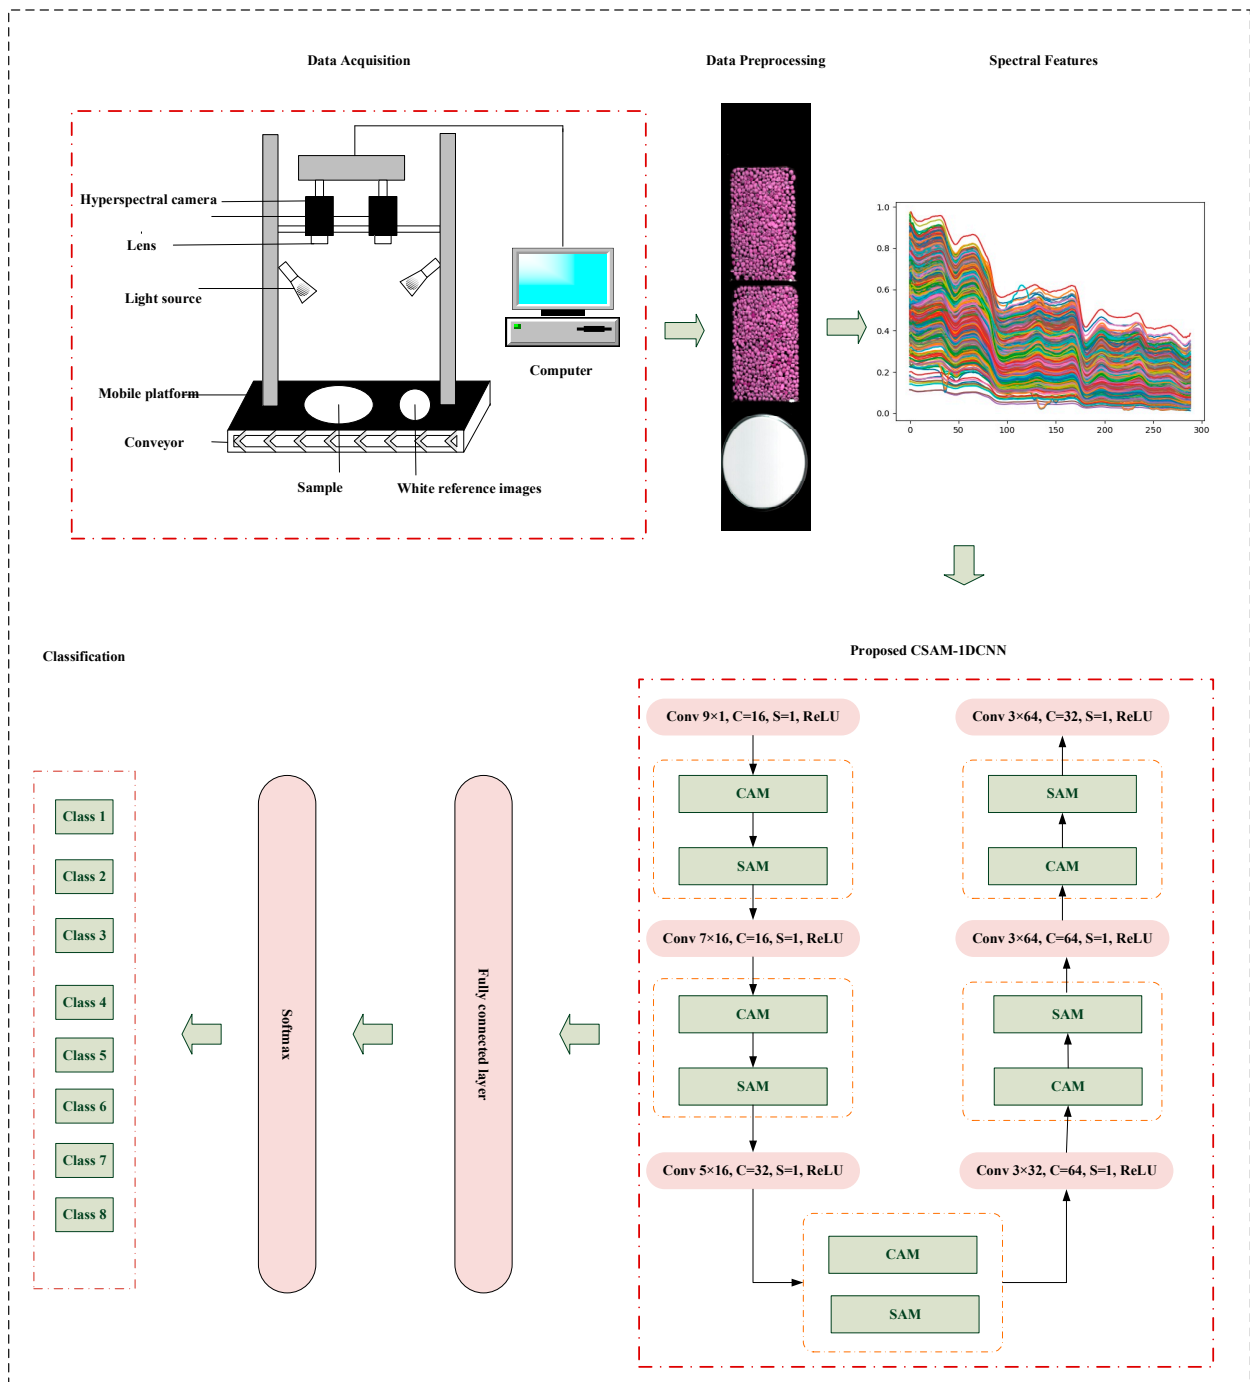 Data Acquisition
Data Preprocessing
Spectral Features
Hyperspectral camera
Lens
Light source
Mobile platform
Conveyor
Sample
White reference images
Computer
1.0
0.8
0.6
0.4
0.2
0.0
0
50
100
150
200
250
300
Proposed CSAM-1DCNN
Conv 9×1, C=16, S=1, ReLU
CAM
SAM
Conv 7×16, C=16, S=1, ReLU
CAM
SAM
Conv 5×16, C=32, S=1, ReLU
CAM
SAM
Conv 3×32, C=64, S=1, ReLU
CAM
SAM
Conv 3×64, C=64, S=1, ReLU
CAM
SAM
Conv 3×64, C=32, S=1, ReLU
Fully connected layer
Softmax
Classification
Class 1
Class 2
Class 3
Class 4
Class 5
Class 6
Class 7
Class 8